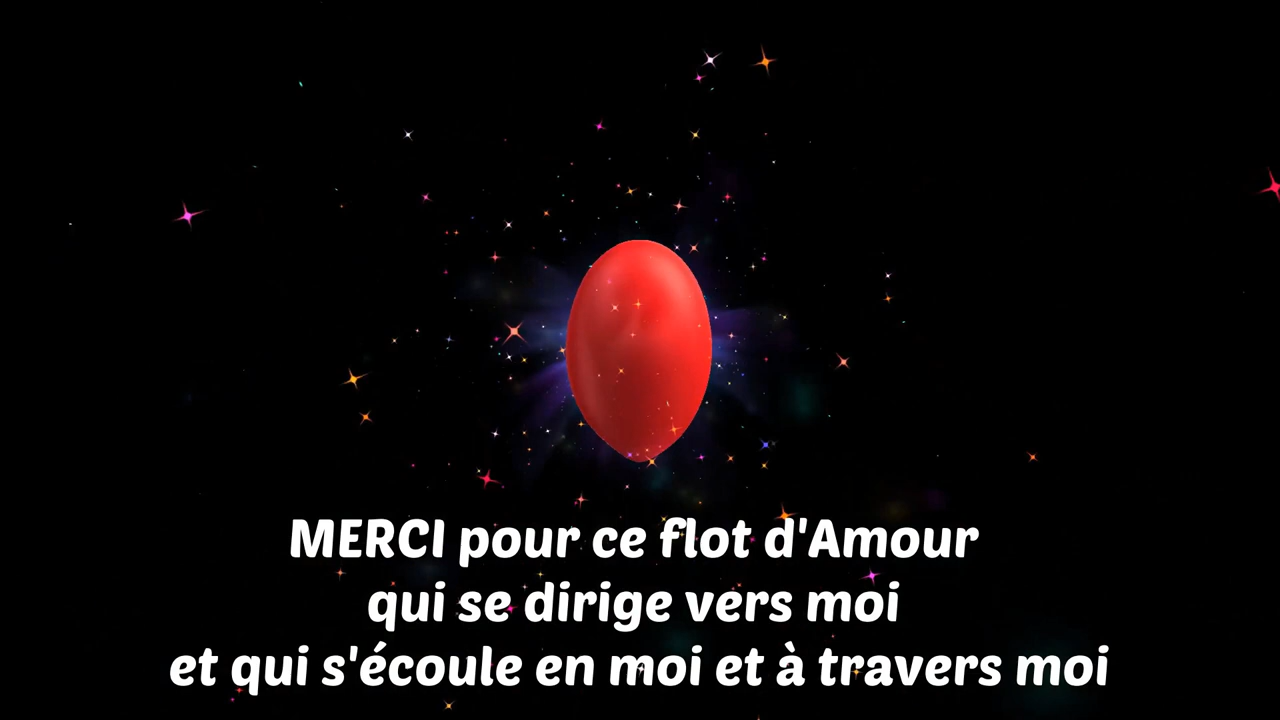 MERCI pour ce flot d'Amour
qui se dirige vers moi
et qui s'écoule en moi et à travers moi